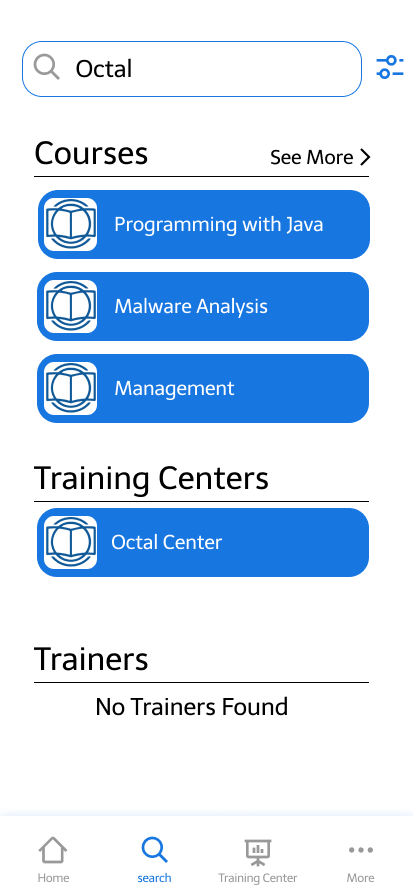 Octal
Courses
See More
Programming with Java
Malware Analysis
Management
Training Centers
Octal Center
Trainers
No Trainers Found
Home
search
Training Center
More